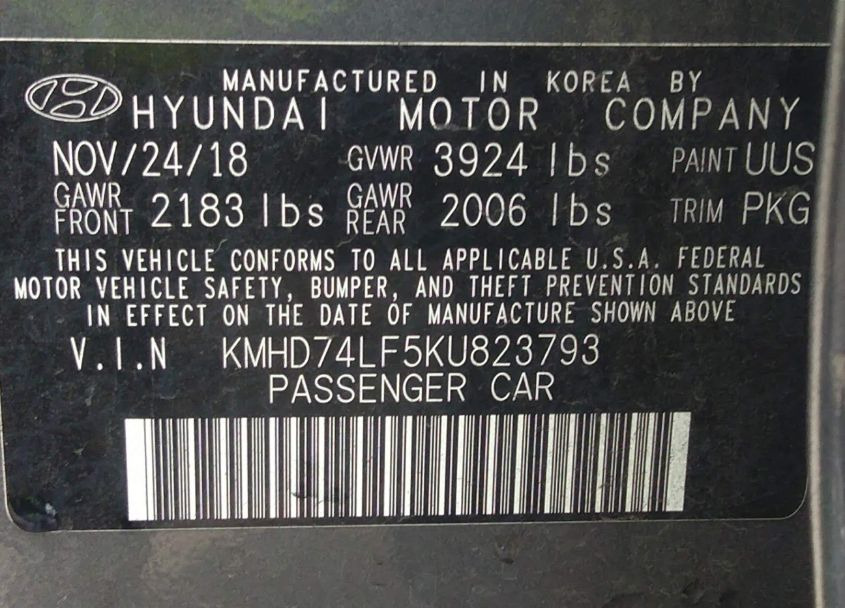 MANUFACTURED IN KOREA BY
HYUNDAI MOTOR COMPANY
NOV/24/18 GVWR 3924 lbs PAINT UUS
GAWR FRONT 2183 lbs GAWR REAR 2006 lbs TRIM PKG
THIS VEHICLE CONFORMS TO ALL APPLICABLE U.S.A. FEDERAL
MOTOR VEHICLE SAFETY, BUMPER, AND THEFT PREVENTION STANDARDS
IN EFFECT ON THE DATE OF MANUFACTURE SHOWN ABOVE
V.I.N KMHD74LF5KU823793
PASSENGER CAR